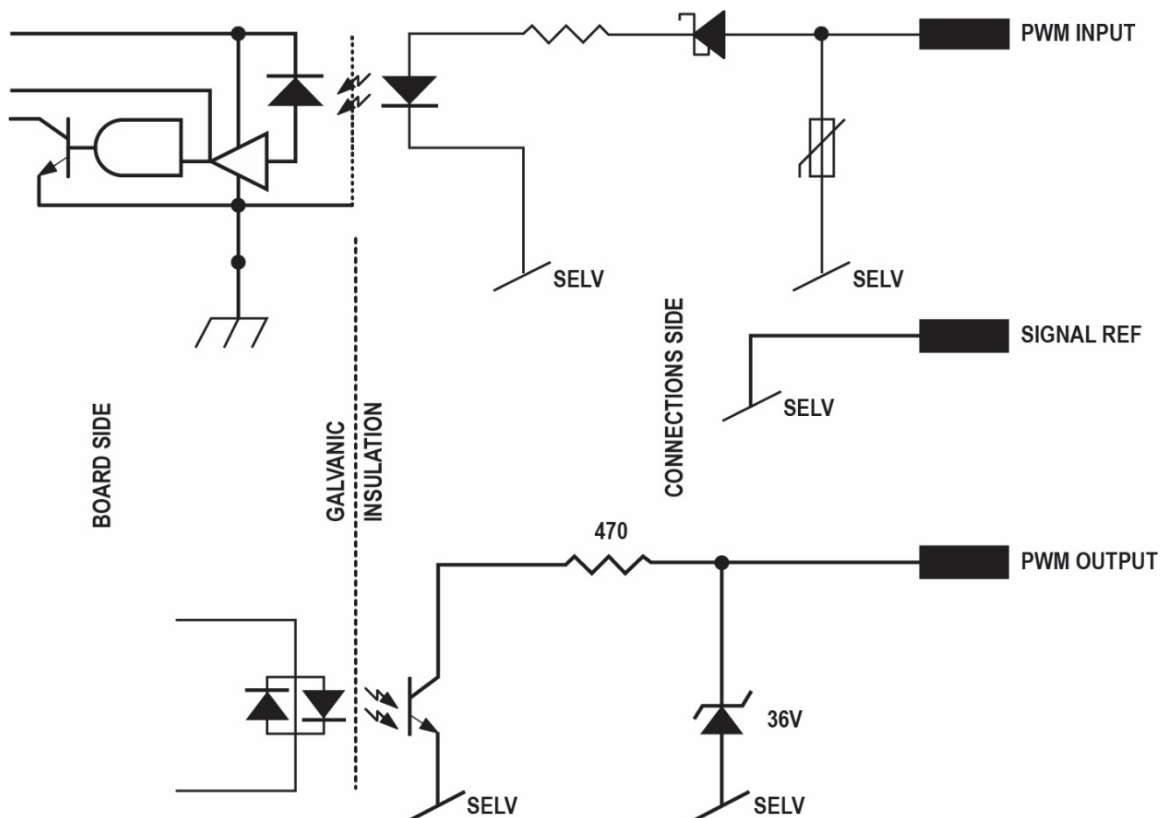 PWM INPUT
SELV
SELV
SIGNAL REF
SELV
BOARD SIDE
GALVANIC
INSULATION
CONNECTIONS SIDE
470
PWM OUTPUT
36V
SELV
SELV